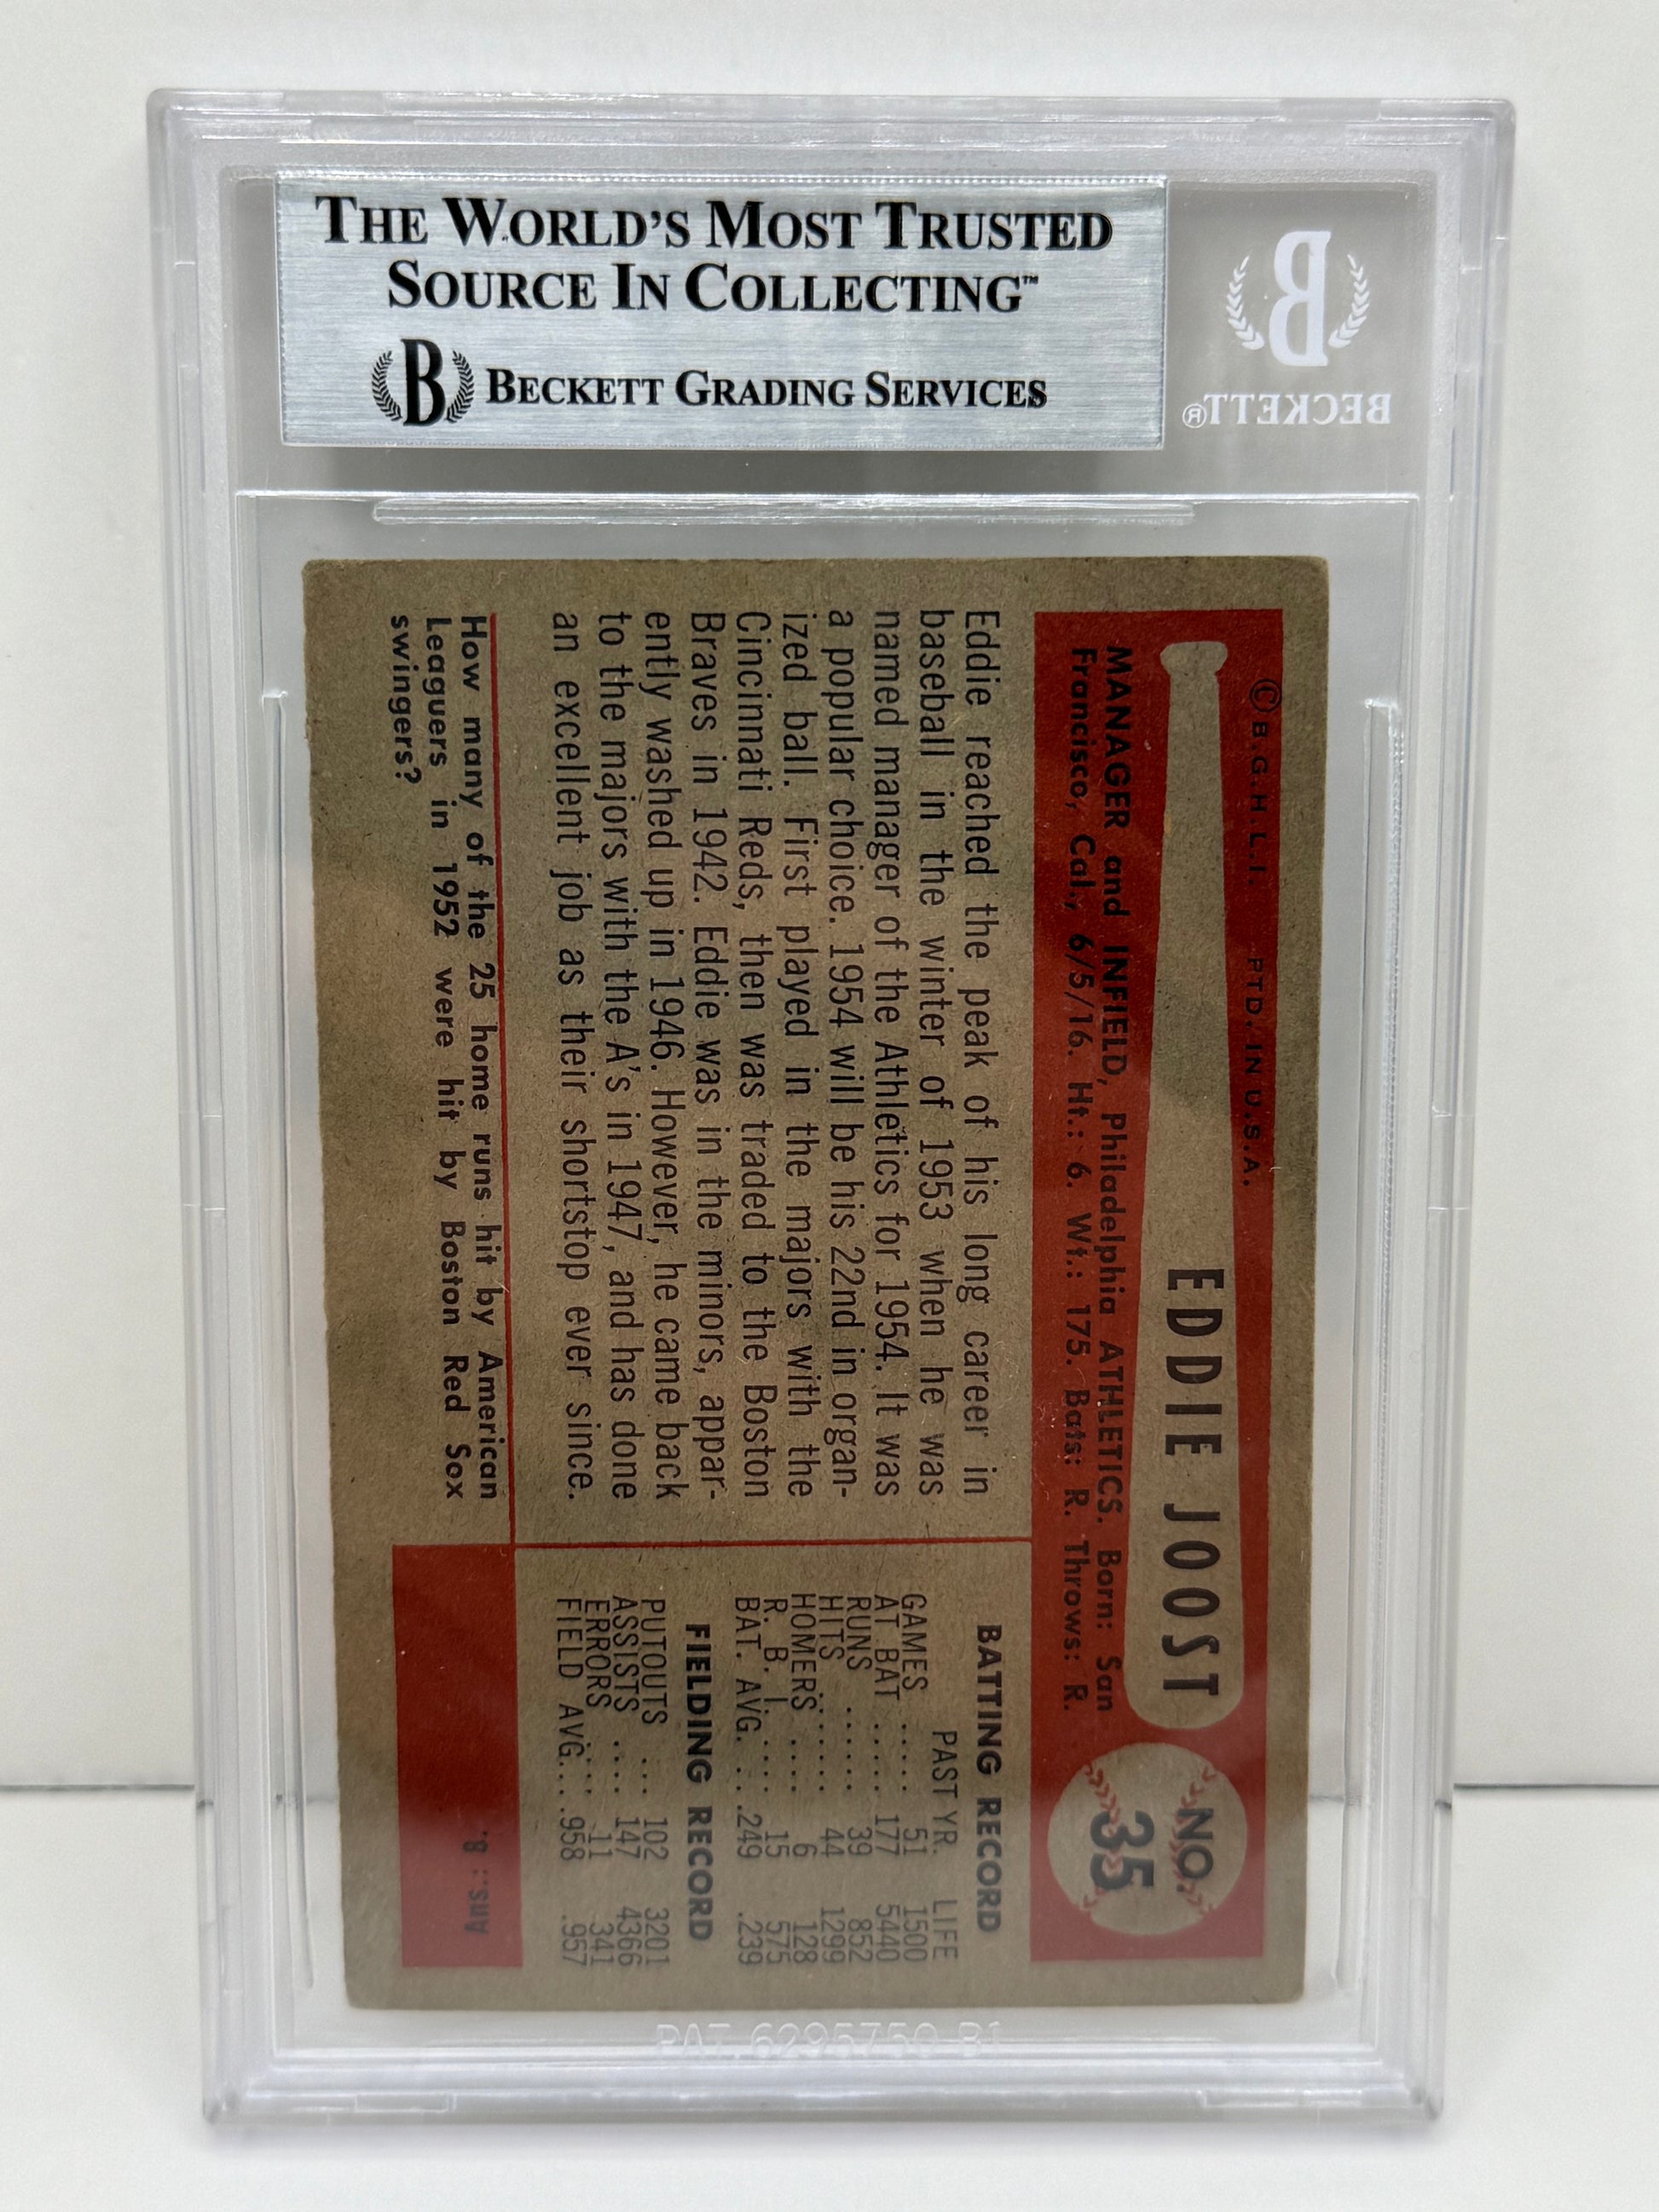 THE WORLD'S MOST TRUSTED
SOURCE IN COLLECTING™
B BECKETT GRADING SERVICES
B
BECKETT®
© B.G.H.L.I. PTD. IN U.S.A.
EDDIE JOOST
NO.
35
MANAGER and INFIELD, Philadelphia ATHLETICS. Born: San
Francisco, Cal., 6/5/16. Ht.: 6. Wt.: 175. Bats: R. Throws: R.
Eddie reached the peak of his long career in
baseball in the winter of 1953 when he was
named manager of the Athletics for 1954. It was
a popular choice. 1954 will be his 22nd in organ-
ized ball. First played in the majors with the
Cincinnati Reds, then was traded to the Boston
Braves in 1942. Eddie was in the minors, appar-
ently washed up in 1946. However, he came back
to the majors with the A's in 1947, and has done
an excellent job as their shortstop ever since.
BATTING RECORD
PAST YR. LIFE
GAMES ..... 51 1500
AT BAT ..... 177 5440
RUNS ...... 39 852
HITS ....... 44 1299
HOMERS .... 6 128
R. B. I. .... 15 575
BAT. AVG. .. .249 .239
FIELDING RECORD
PUTOUTS ... 102 3201
ASSISTS .... 147 4366
ERRORS .... 11 341
FIELD AVG... .958 .957
How many of the 25 home runs hit by American
Leaguers in 1952 were hit by Boston Red Sox
swingers?
Ans.: 8.
PAT. 6295750 B1